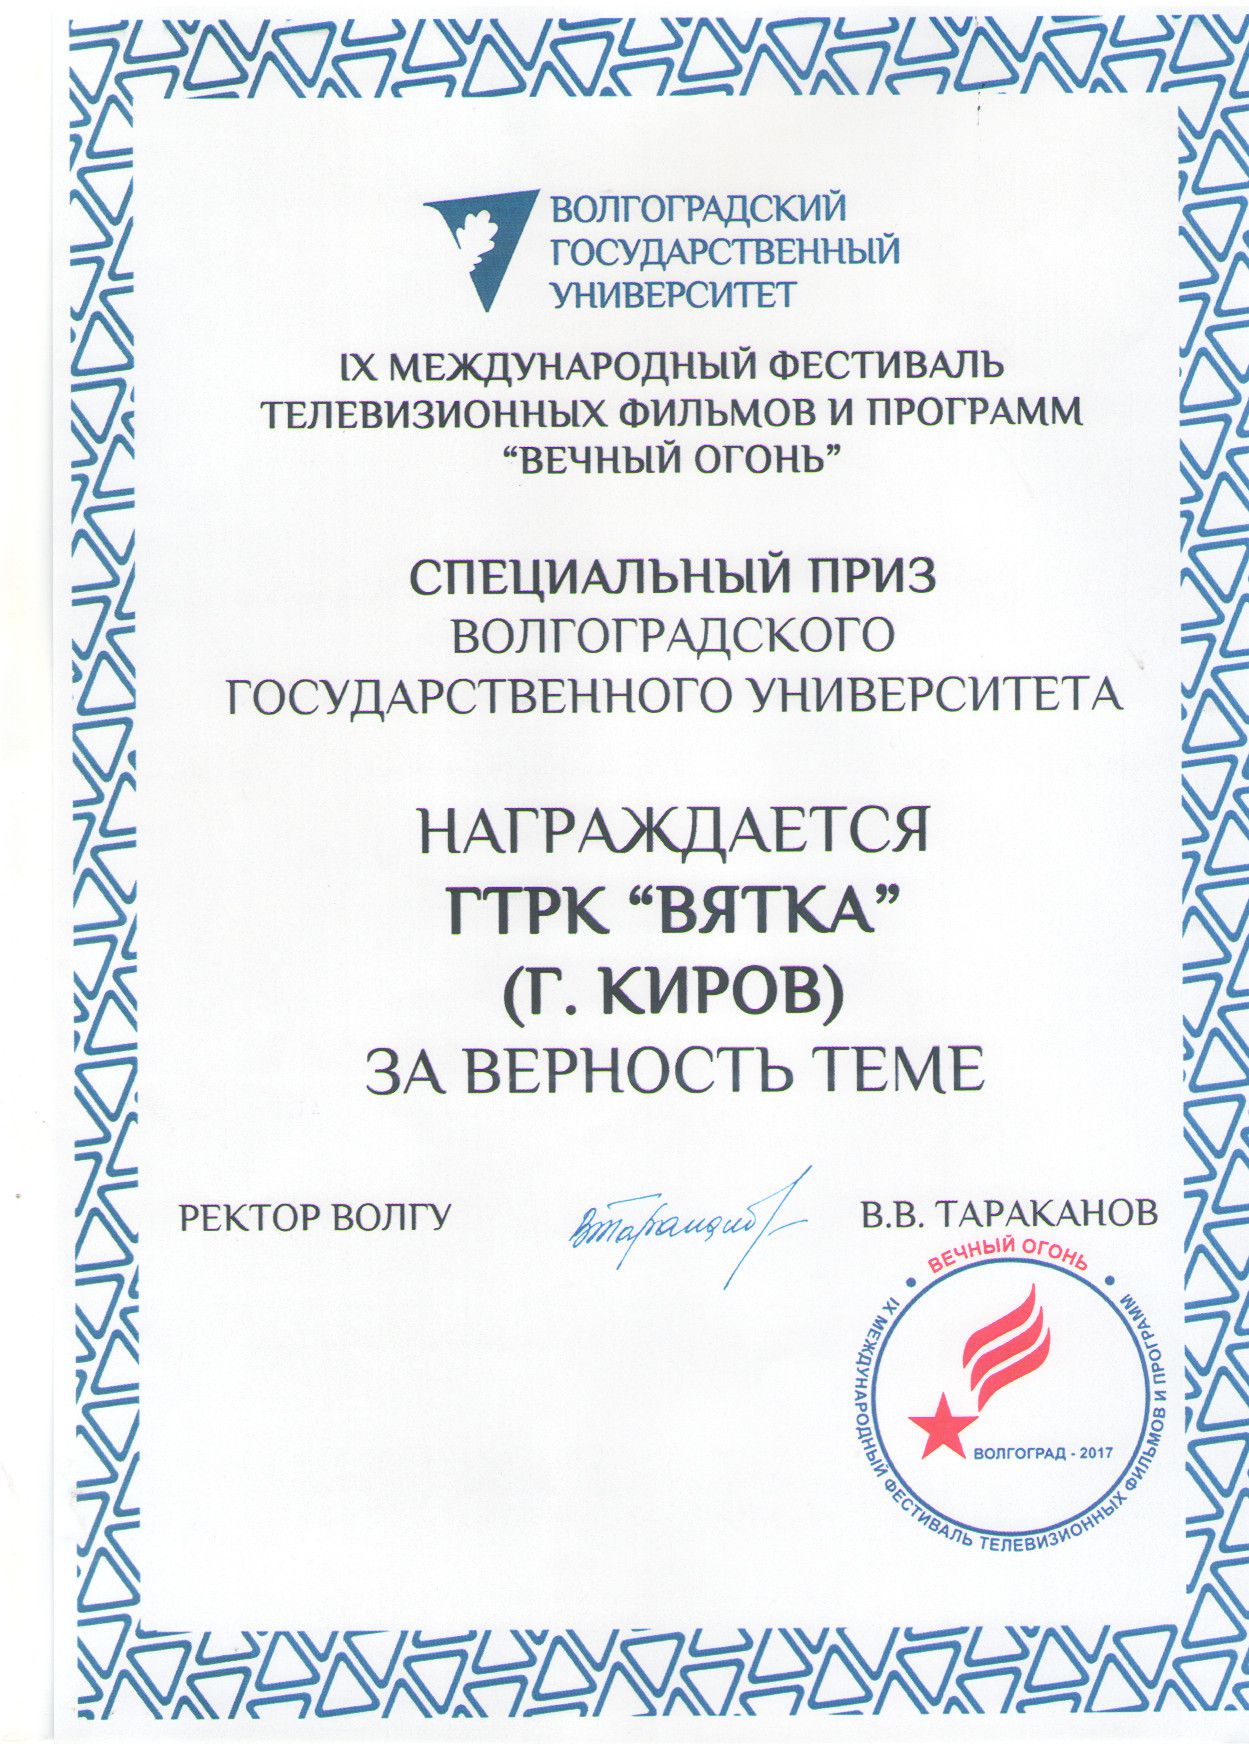 ВОЛГОГРАДСКИЙ
ГОСУДАРСТВЕННЫЙ
УНИВЕРСИТЕТ
IX МЕЖДУНАРОДНЫЙ ФЕСТИВАЛЬ
ТЕЛЕВИЗИОННЫХ ФИЛЬМОВ И ПРОГРАММ
“ВЕЧНЫЙ ОГОНЬ”
СПЕЦИАЛЬНЫЙ ПРИЗ
ВОЛГОГРАДСКОГО
ГОСУДАРСТВЕННОГО УНИВЕРСИТЕТА
НАГРАЖДАЕТСЯ
ГТРК “ВЯТКА”
(Г. КИРОВ)
ЗА ВЕРНОСТЬ ТЕМЕ
РЕКТОР ВОЛГУ
В.В. ТАРАКАНОВ
ВЕЧНЫЙ ОГОНЬ
IX МЕЖДУНАРОДНЫЙ ФЕСТИВАЛЬ ТЕЛЕВИЗИОННЫХ ФИЛЬМОВ И ПРОГРАММ
ВОЛГОГРАД - 2017